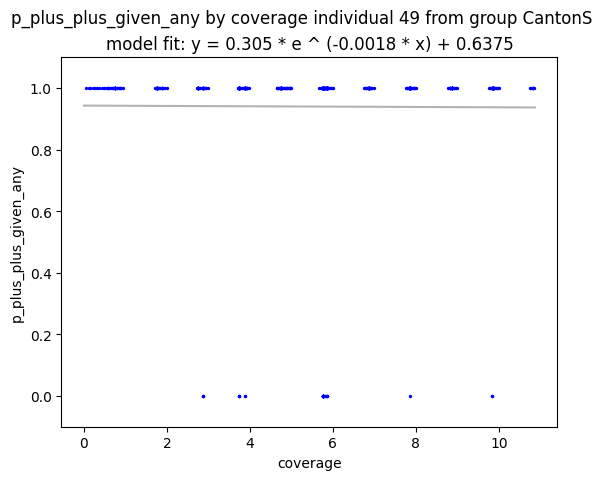 p_plus_plus_given_any by coverage individual 49 from group CantonS
model fit: y = 0.305 * e ^ (-0.0018 * x) + 0.6375
1.0
0.8
0.6
0.4
0.2
0.0
p_plus_plus_given_any
0 2 4 6 8 10
coverage